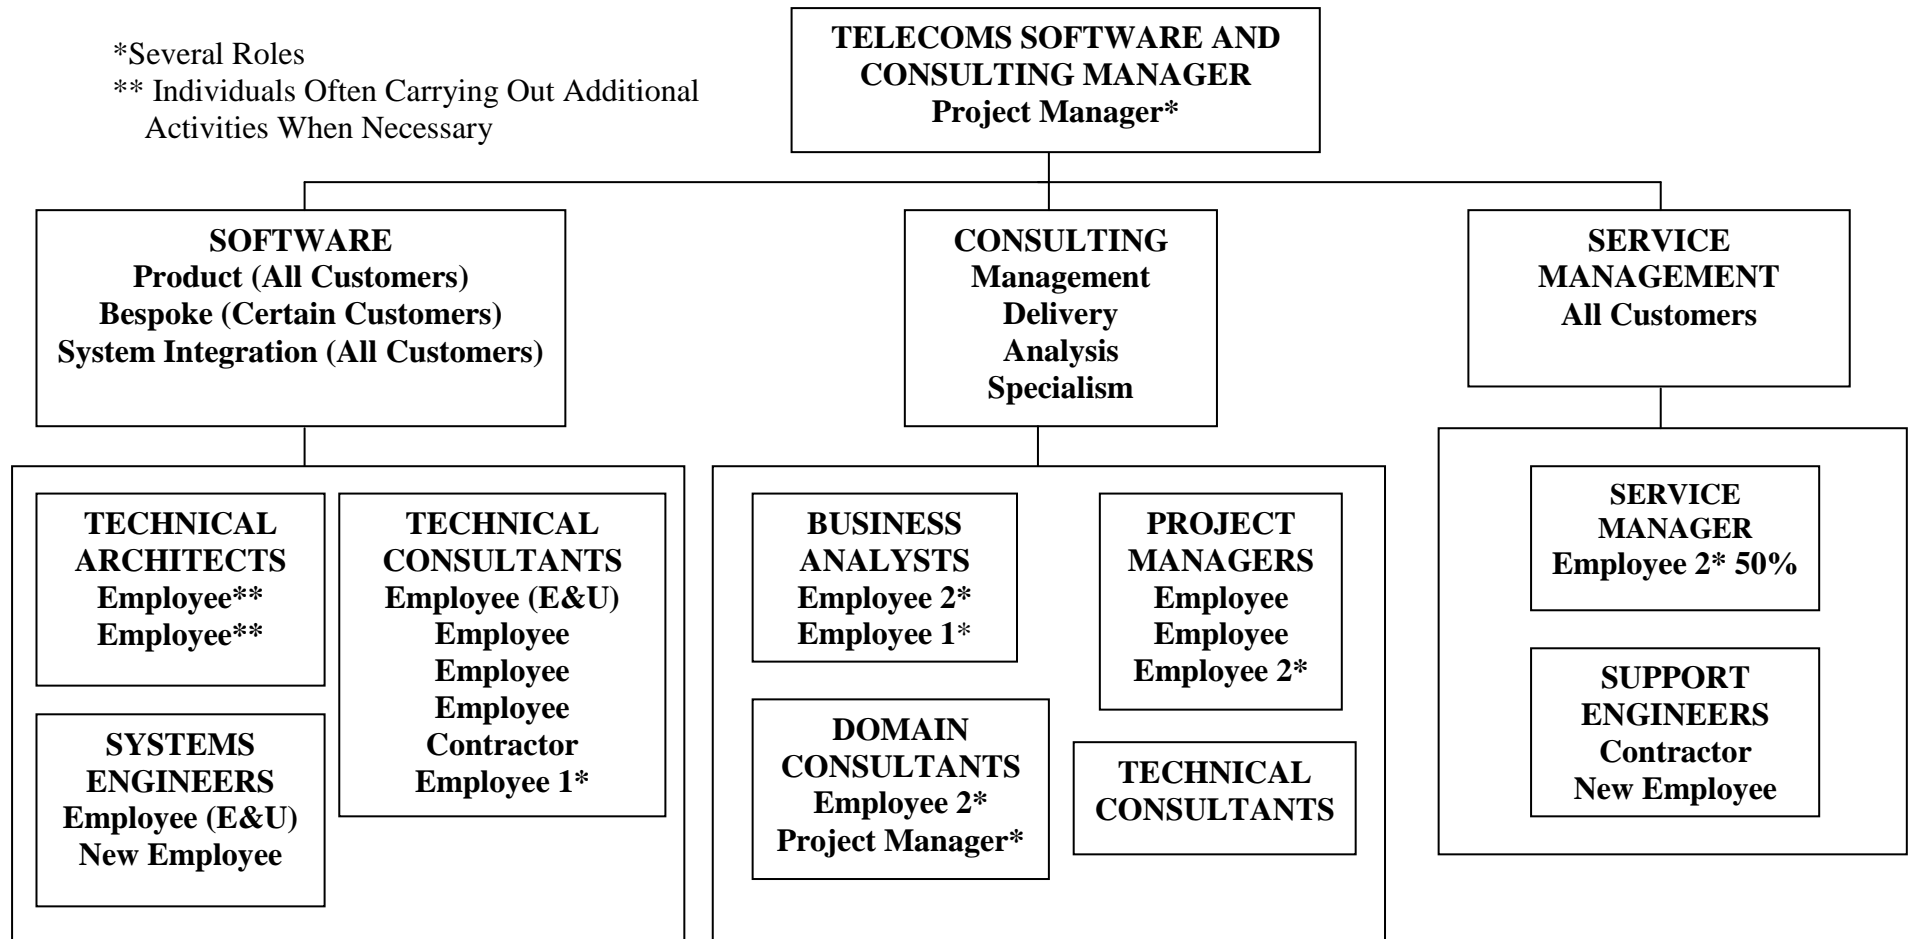 *Several Roles
** Individuals Often Carrying Out Additional
Activities When Necessary
TELECOMS SOFTWARE AND
CONSULTING MANAGER
Project Manager*
SOFTWARE
Product (All Customers)
Bespoke (Certain Customers)
System Integration (All Customers)
CONSULTING
Management
Delivery
Analysis
Specialism
SERVICE
MANAGEMENT
All Customers
TECHNICAL
ARCHITECTS
Employee**
Employee**
SYSTEMS
ENGINEERS
Employee (E&U)
New Employee
TECHNICAL
CONSULTANTS
Employee (E&U)
Employee
Employee
Employee
Contractor
Employee 1*
BUSINESS
ANALYSTS
Employee 2*
Employee 1*
DOMAIN
CONSULTANTS
Employee 2*
Project Manager*
PROJECT
MANAGERS
Employee
Employee
Employee 2*
TECHNICAL
CONSULTANTS
SERVICE
MANAGER
Employee 2* 50%
SUPPORT
ENGINEERS
Contractor
New Employee